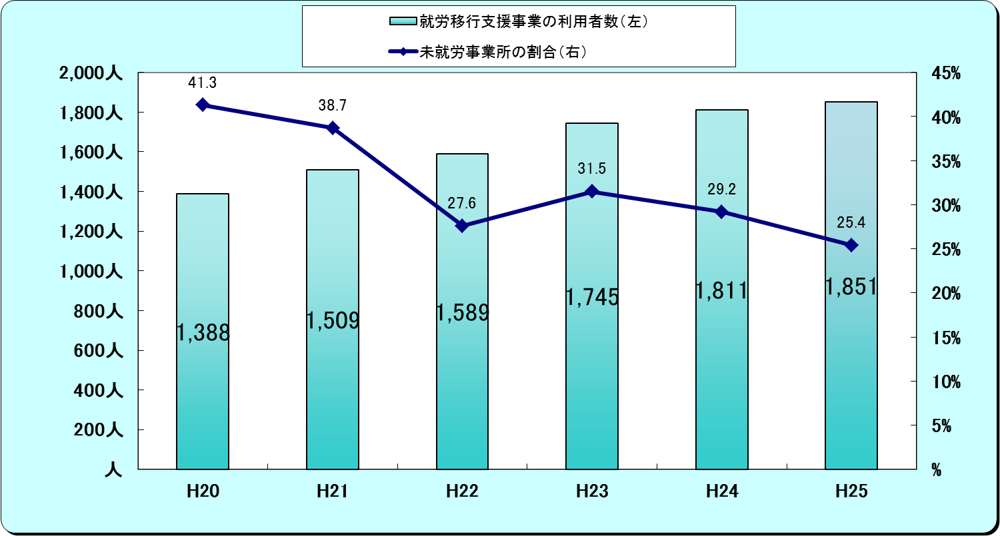 就労移行支援事業の利用者数（左）
未就労事業所の割合（右）
2,000人
1,800人
1,600人
1,400人
1,200人
1,000人
800人
600人
400人
200人
人
45%
40%
35%
30%
25%
20%
15%
10%
5%
%
41.3
38.7
27.6
31.5
29.2
25.4
1,388
1,509
1,589
1,745
1,811
1,851
H20
H21
H22
H23
H24
H25